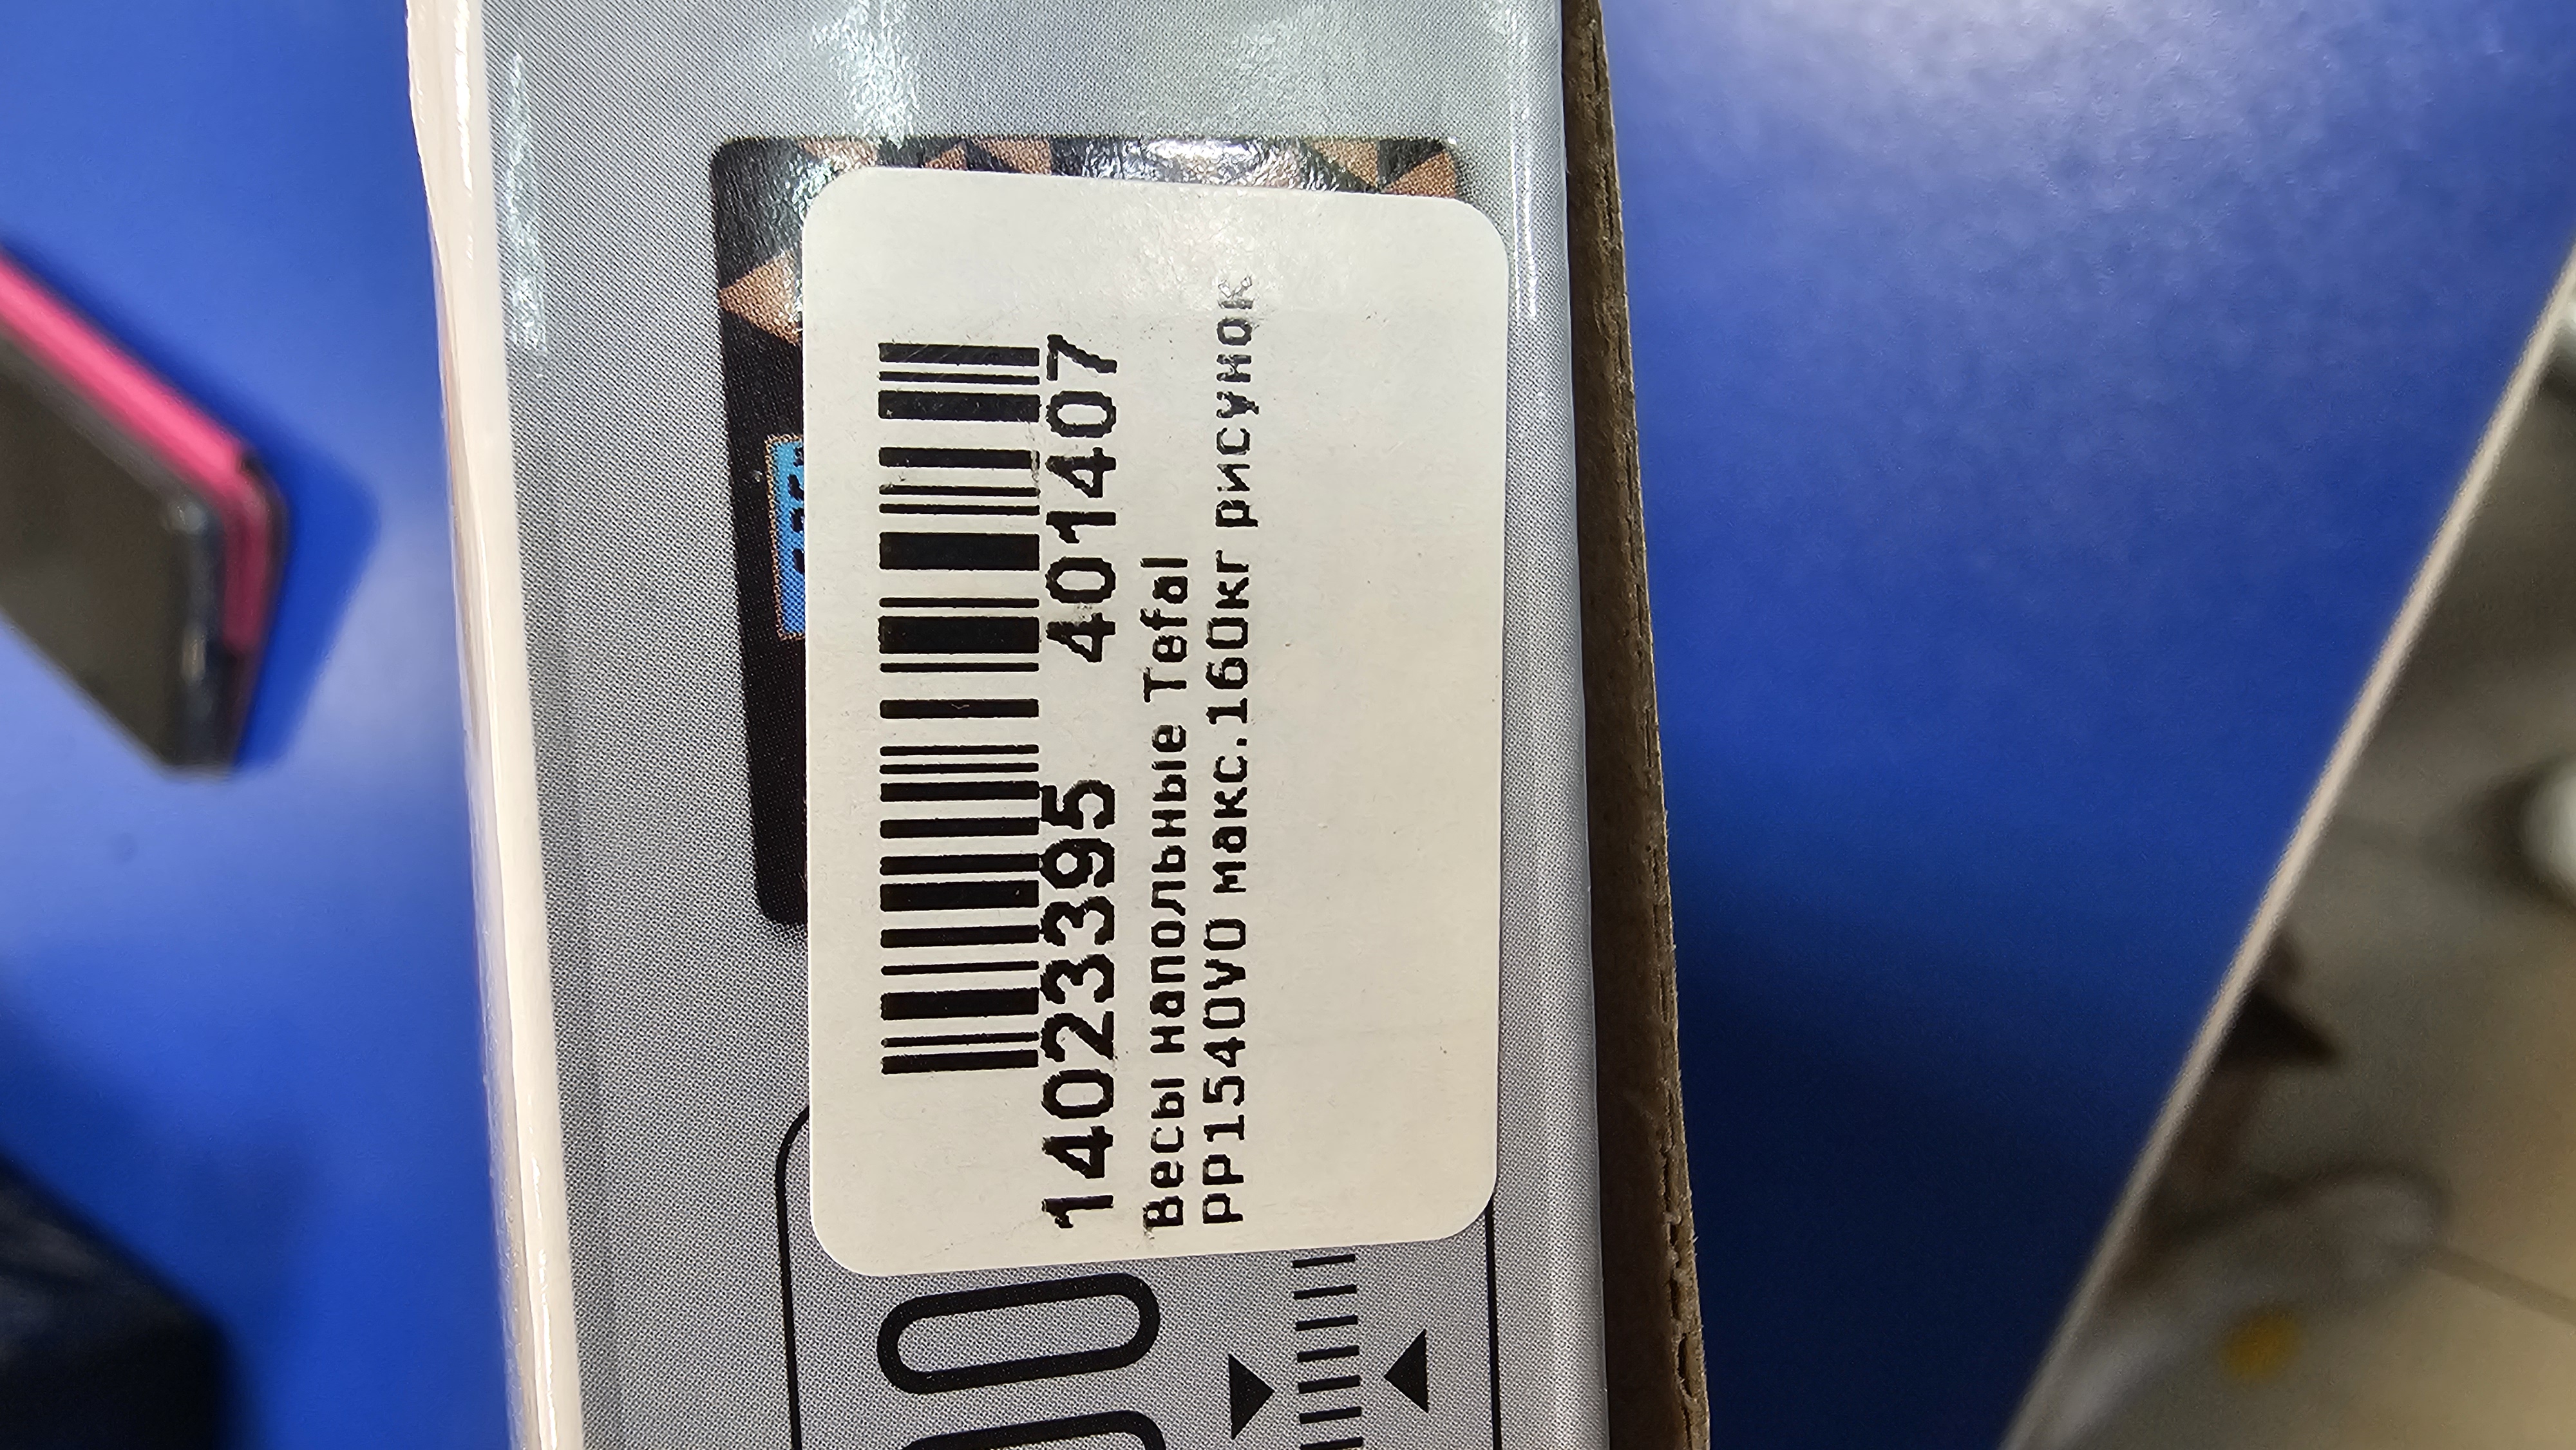 14023395 401407
Весы напольные Tefal
PP1540V0 макс.160кг рисунок